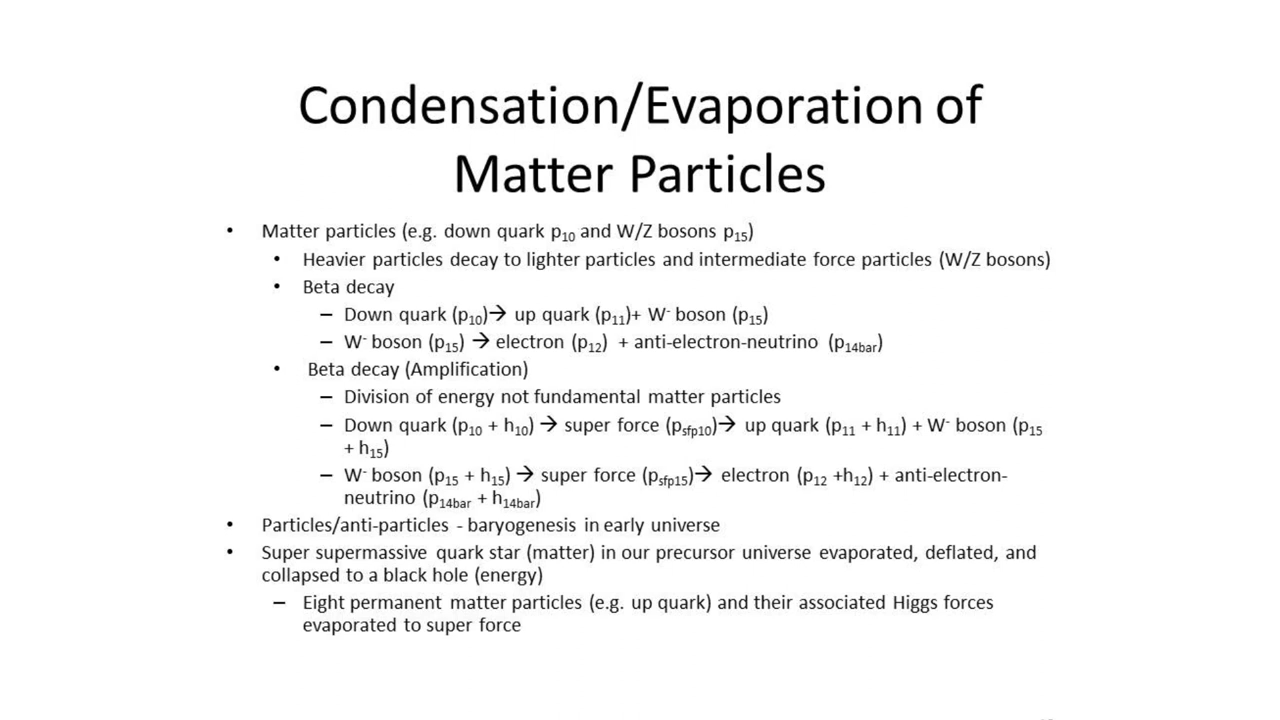 Condensation/Evaporation of
Matter Particles
• Matter particles (e.g. down quark p₁₀ and W/Z bosons p₁₅)
• Heavier particles decay to lighter particles and intermediate force particles (W/Z bosons)
• Beta decay
– Down quark (p₁₀)→ up quark (p₁₁)+ W⁻ boson (p₁₅)
– W⁻ boson (p₁₅) → electron (p₁₂) + anti-electron-neutrino (p₁₄bar)
• Beta decay (Amplification)
– Division of energy not fundamental matter particles
– Down quark (p₁₀ + h₁₀) → super force (psfp10)→ up quark (p₁₁ + h₁₁) + W⁻ boson (p₁₅
+ h₁₅)
– W⁻ boson (p₁₅ + h₁₅) → super force (psfp15)→ electron (p₁₂ +h₁₂) + anti-electron-
neutrino (p₁₄bar + h₁₄bar)
• Particles/anti-particles - baryogenesis in early universe
• Super supermassive quark star (matter) in our precursor universe evaporated, deflated, and
collapsed to a black hole (energy)
– Eight permanent matter particles (e.g. up quark) and their associated Higgs forces
evaporated to super force